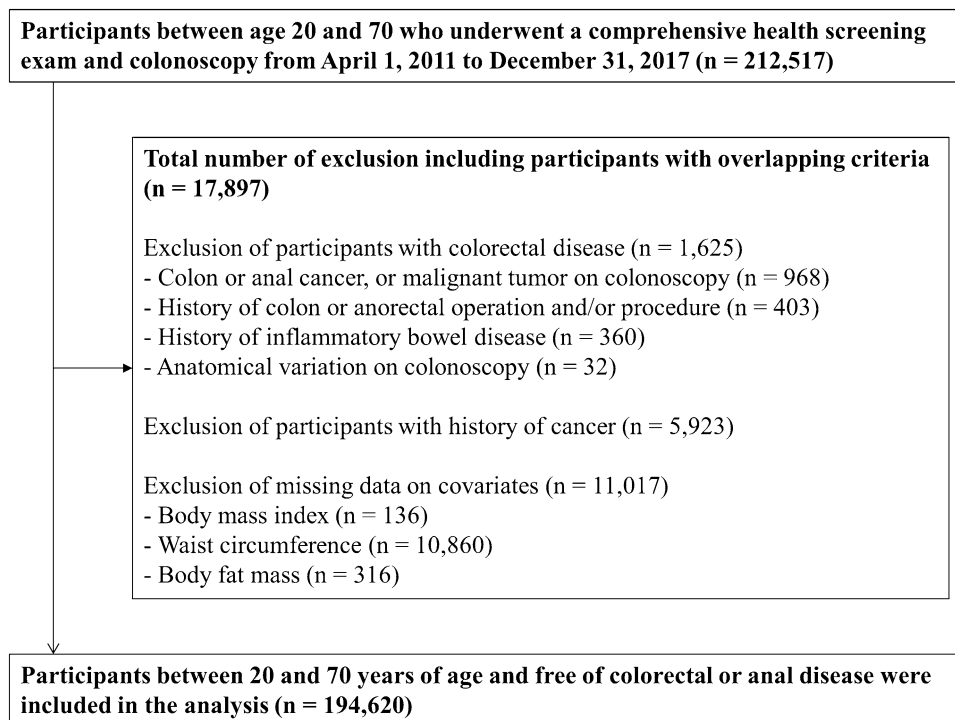 Participants between age 20 and 70 who underwent a comprehensive health screening
exam and colonoscopy from April 1, 2011 to December 31, 2017 (n = 212,517)
Total number of exclusion including participants with overlapping criteria
(n = 17,897)
Exclusion of participants with colorectal disease (n = 1,625)
- Colon or anal cancer, or malignant tumor on colonoscopy (n = 968)
- History of colon or anorectal operation and/or procedure (n = 403)
- History of inflammatory bowel disease (n = 360)
- Anatomical variation on colonoscopy (n = 32)
Exclusion of participants with history of cancer (n = 5,923)
Exclusion of missing data on covariates (n = 11,017)
- Body mass index (n = 136)
- Waist circumference (n = 10,860)
- Body fat mass (n = 316)
Participants between 20 and 70 years of age and free of colorectal or anal disease were
included in the analysis (n = 194,620)